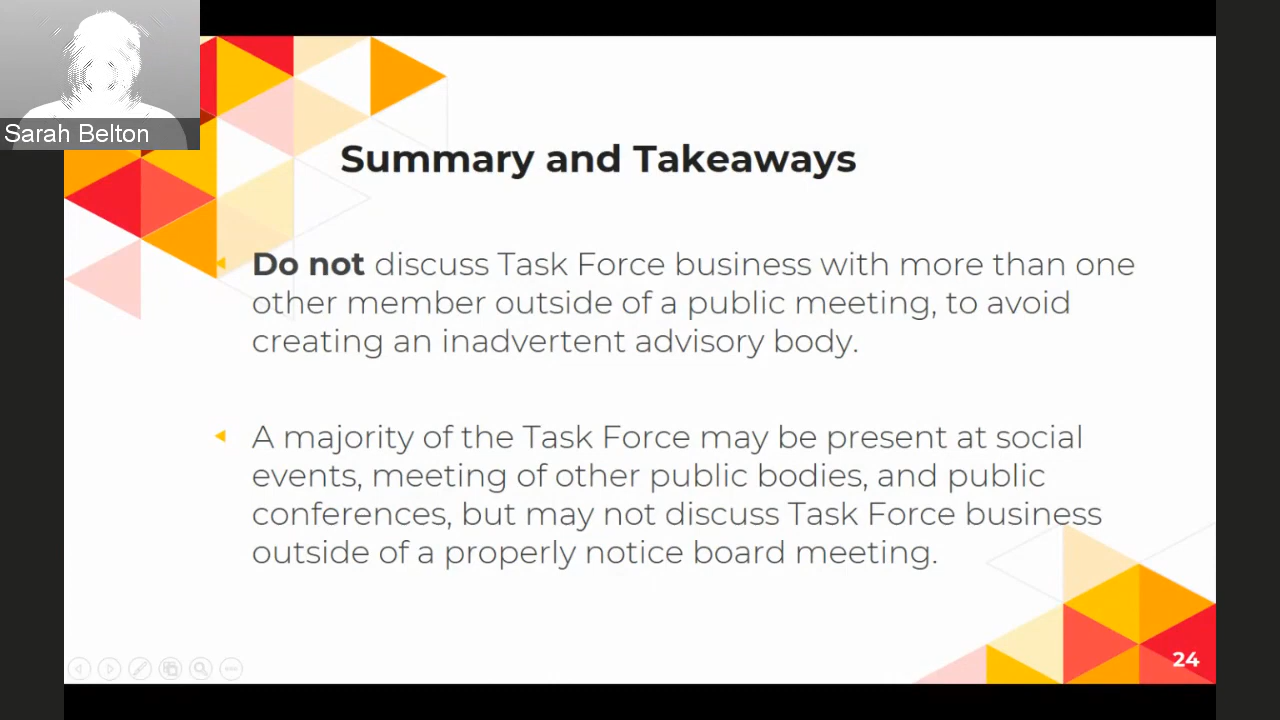 Sarah Belton
Summary and Takeaways
Do not discuss Task Force business with more than one
other member outside of a public meeting, to avoid
creating an inadvertent advisory body.
A majority of the Task Force may be present at social
events, meeting of other public bodies, and public
conferences, but may not discuss Task Force business
outside of a properly notice board meeting.
24